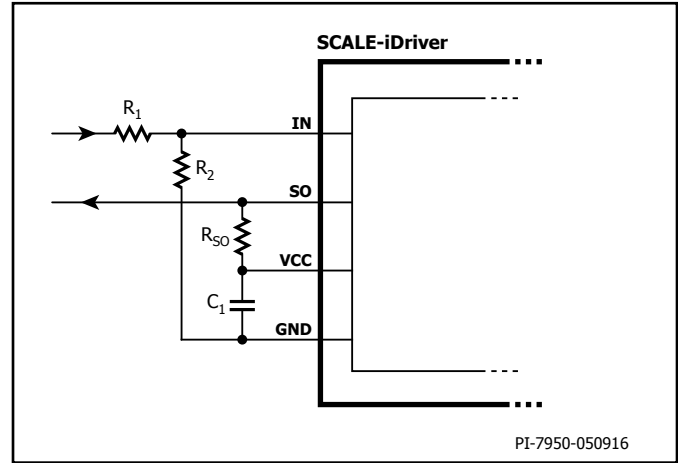 SCALE-iDriver
R1
IN
R2
SO
RSO
VCC
C1
GND
PI-7950-050916